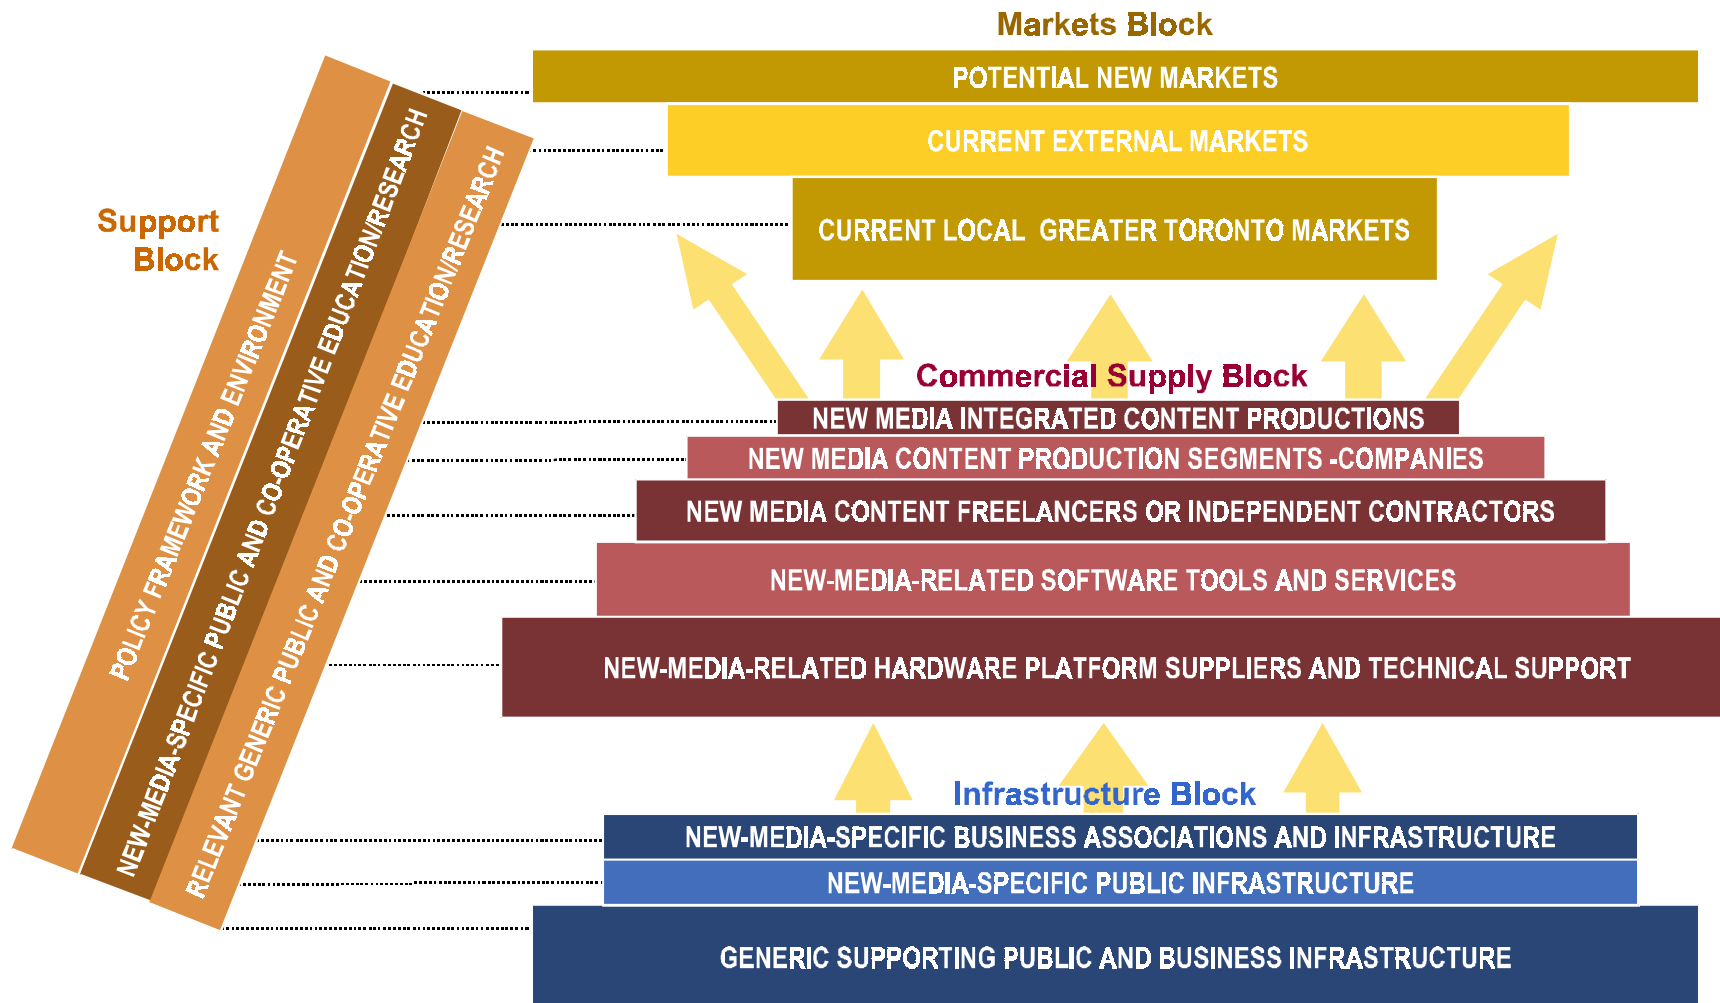 Markets Block
POTENTIAL NEW MARKETS
CURRENT EXTERNAL MARKETS
CURRENT LOCAL GREATER TORONTO MARKETS
Support
Block
POLICY FRAMEWORK AND ENVIRONMENT
NEW-MEDIA-SPECIFIC PUBLIC AND CO-OPERATIVE EDUCATION/RESEARCH
RELEVANT GENERIC PUBLIC AND CO-OPERATIVE EDUCATION/RESEARCH
Commercial Supply Block
NEW MEDIA INTEGRATED CONTENT PRODUCTIONS
NEW MEDIA CONTENT PRODUCTION SEGMENTS -COMPANIES
NEW MEDIA CONTENT FREELANCERS OR INDEPENDENT CONTRACTORS
NEW-MEDIA-RELATED SOFTWARE TOOLS AND SERVICES
NEW-MEDIA-RELATED HARDWARE PLATFORM SUPPLIERS AND TECHNICAL SUPPORT
Infrastructure Block
NEW-MEDIA-SPECIFIC BUSINESS ASSOCIATIONS AND INFRASTRUCTURE
NEW-MEDIA-SPECIFIC PUBLIC INFRASTRUCTURE
GENERIC SUPPORTING PUBLIC AND BUSINESS INFRASTRUCTURE